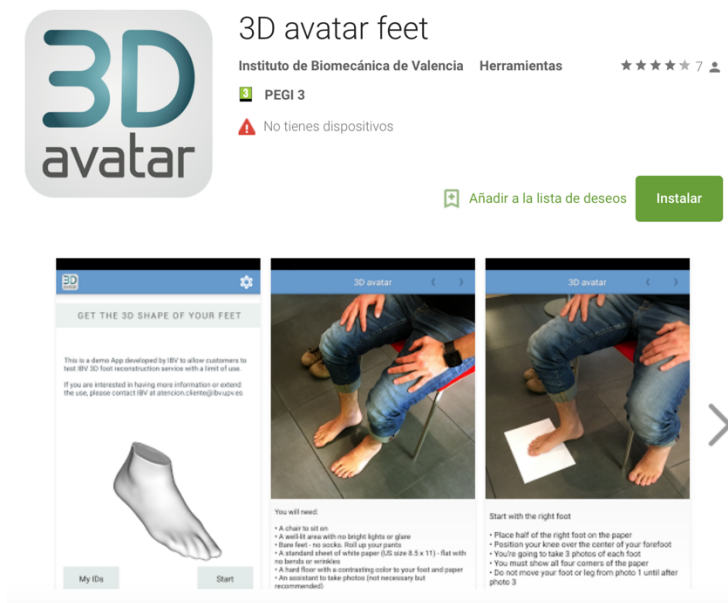 3D avatar feet
3D
avatar
Instituto de Biomecánica de Valencia Herramientas 7
3 PEGI 3
No tienes dispositivos
Añadir a la lista de deseos Instalar
3D avatar
GET THE 3D SHAPE OF YOUR FEET
This is a demo App developed by IBV to allow customers to
test IBV 3D foot reconstruction service with a limit of use.
If you are interested in having more information or extend
the use, please contact IBV at atencion.cliente@ibv.upv.es
My IDs Start
3D avatar
You will need:
• A chair to sit on
• A well-lit area with no bright lights or glare
• Bare feet - no socks. Roll up your pants
• A standard sheet of white paper (US size 8.5 x 11) - flat with
no bends or wrinkles
• A hard floor with a contrasting color to your foot and paper
• An assistant to take photos (not necessary but
recommended)
3D avatar
Start with the right foot
• Place half of the right foot on the paper
• Position your knee over the center of your forefoot
• You're going to take 3 photos of each foot
• You must show all four corners of the paper
• Do not move your foot or leg from photo 1 until after
photo 3